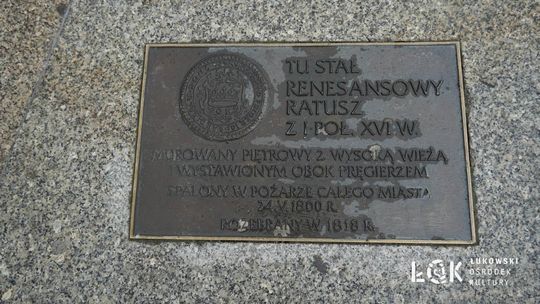 TU STAŁ
RENESANSOWY
RATUSZ
Z I POŁ. XVI W.
MUROWANY PIĘTROWY Z WYSOKĄ WIEŻĄ
I WYSTAWIONYM OBOK PRĘGIERZEM
SPALONY W POŻARZE CAŁEGO MIASTA
24.V.1800 R.
ROZEBRANY W 1818 R.
ŁOK
ŁUKOWSKI
OŚRODEK
KULTURY